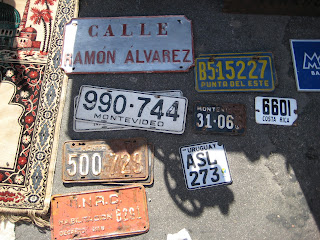 CALLE
RAMON ALVAREZ
B515227
PUNTO DEL ESTE
990·744
MONTEVIDEO
MONTEV
31·06
6601
COSTA RICA
500·723
URUGUAY
ASL
273